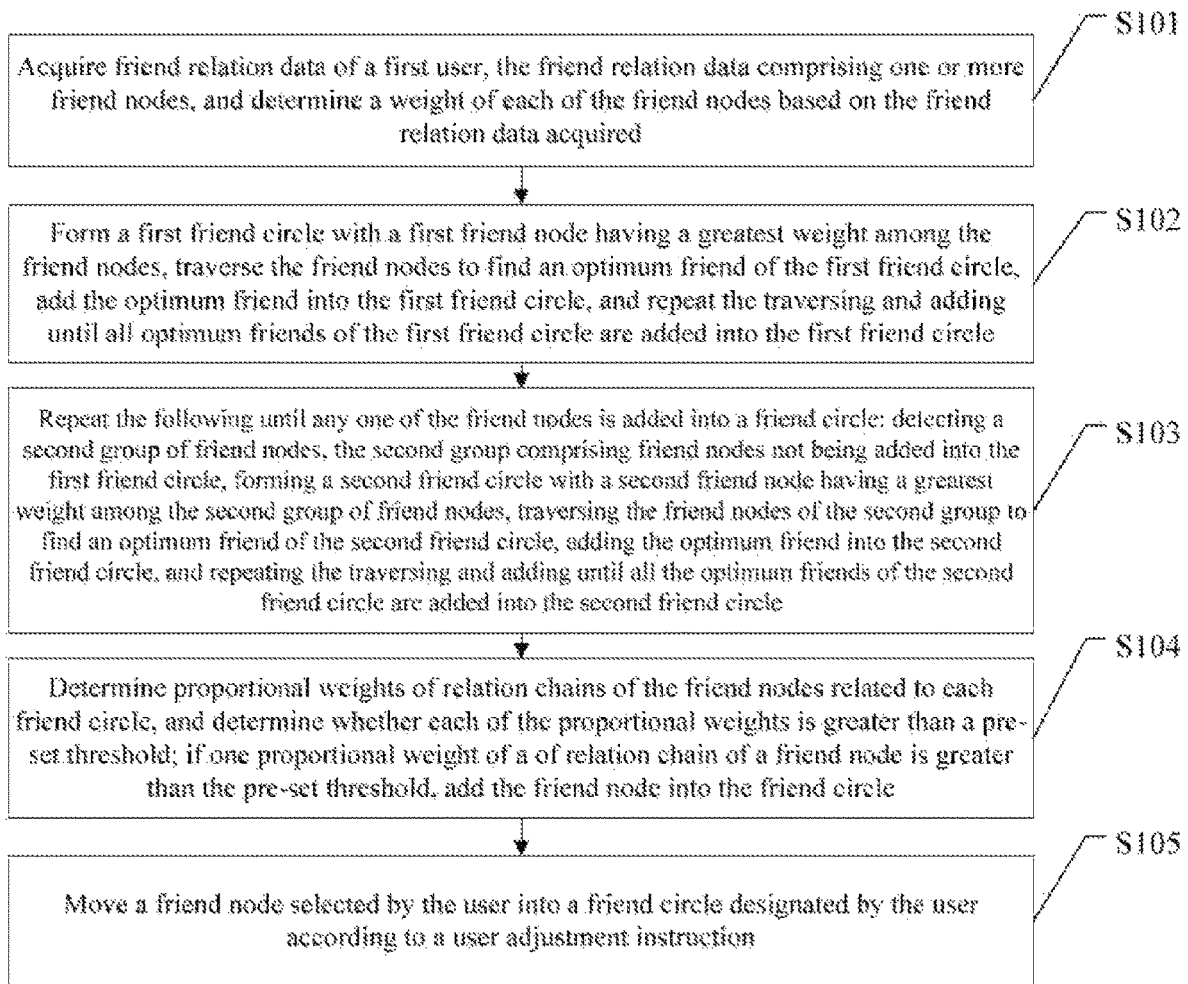 S101
Acquire friend relation data of a first user, the friend relation data comprising one or more
friend nodes, and determine a weight of each of the friend nodes based on the friend
relation data acquired
S102
Form a first friend circle with a first friend node having a greatest weight among the
friend nodes, traverse the friend nodes to find an optimum friend of the first friend circle,
add the optimum friend into the first friend circle, and repeat the traversing and adding
until all optimum friends of the first friend circle are added into the first friend circle
S103
Repeat the following until any one of the friend nodes is added into a friend circle: detecting a
second group of friend nodes, the second group comprising friend nodes not being added into the
first friend circle, forming a second friend circle with a second friend node having a greatest
weight among the second group of friend nodes, traversing the friend nodes of the second group to
find an optimum friend of the second friend circle, adding the optimum friend into the second
friend circle, and repeating the traversing and adding until all the optimum friends of the second
friend circle are added into the second friend circle
S104
Determine proportional weights of relation chains of the friend nodes related to each
friend circle, and determine whether each of the proportional weights is greater than a pre-
set threshold; if one proportional weight of a of relation chain of a friend node is greater
than the pre-set threshold, add the friend node into the friend circle
S105
Move a friend node selected by the user into a friend circle designated by the user
according to a user adjustment instruction